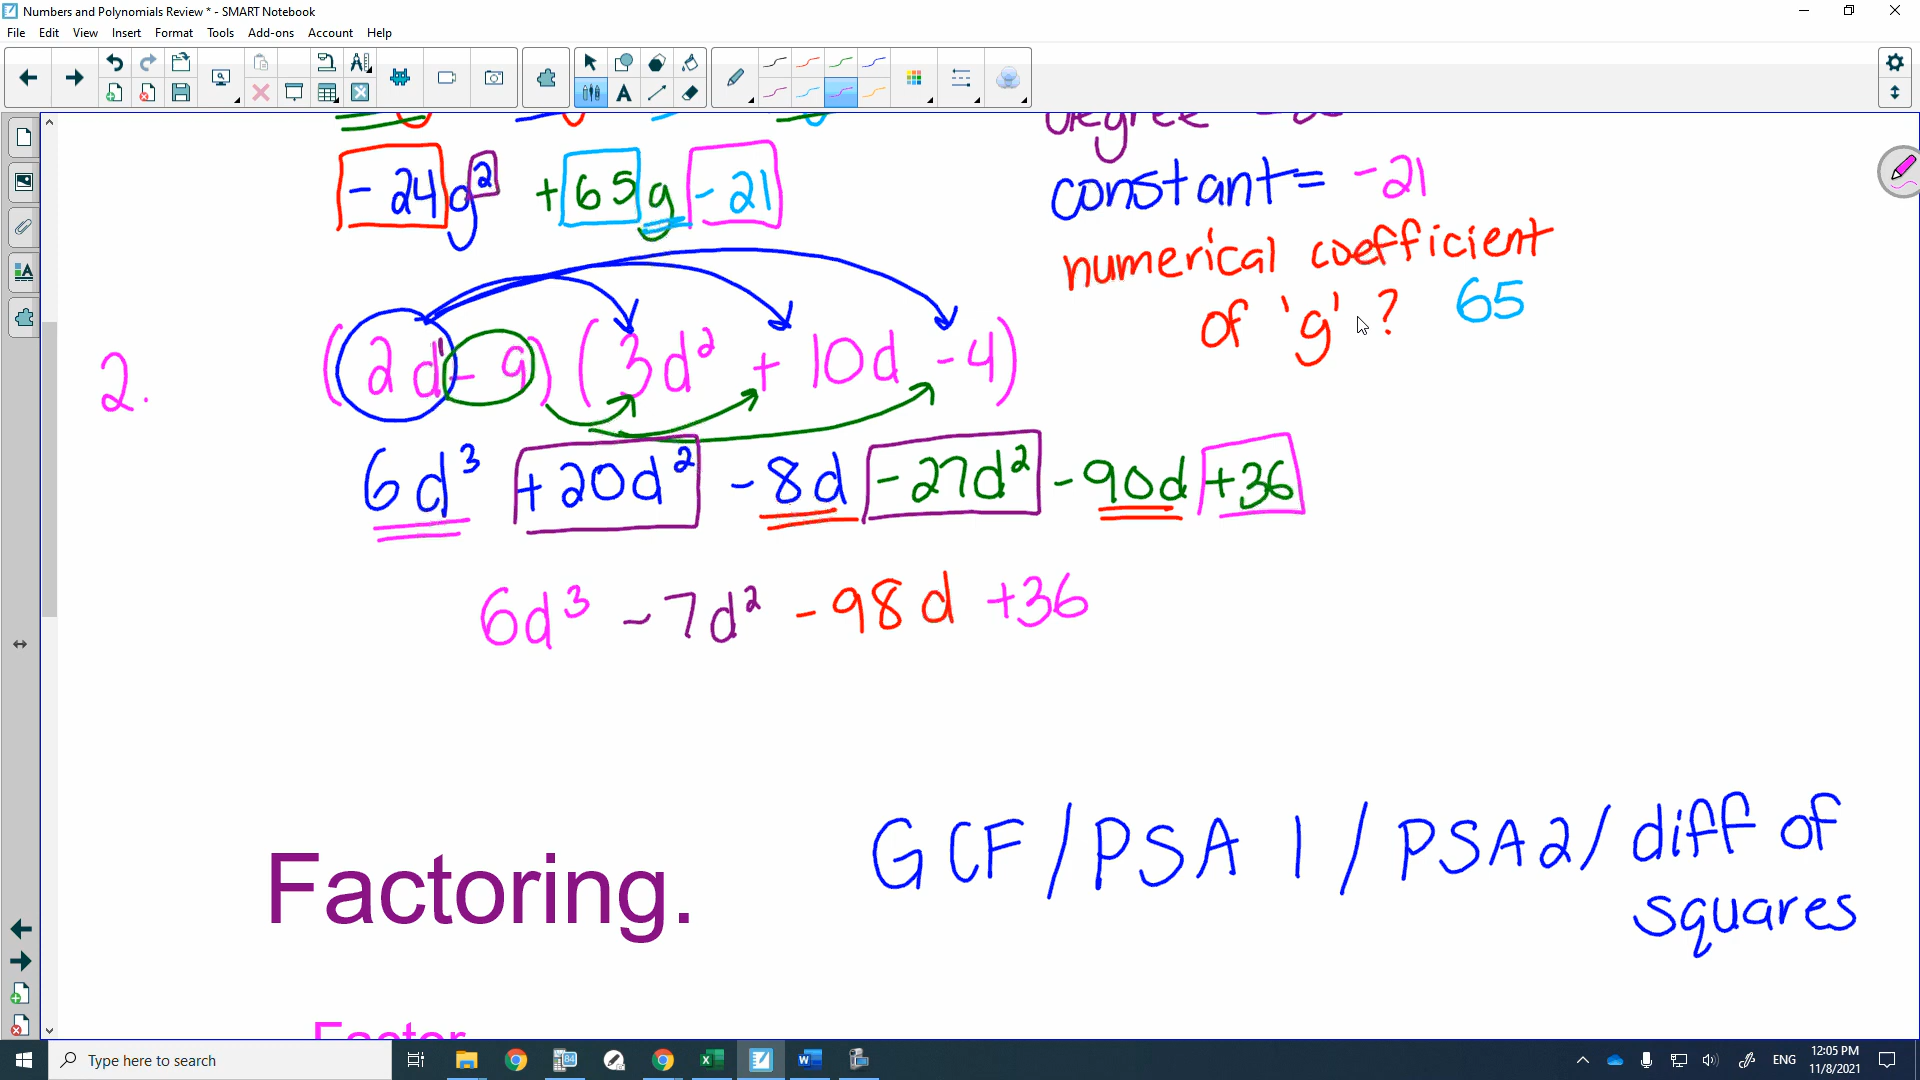 Numbers and Polynomials Review * - SMART Notebook
File Edit View Insert Format Tools Add-ons Account Help
constant = -21
-24g² +65g -21
numerical coefficient
of 'g' ? 65
2. (2d¹ - 9) (3d² + 10d - 4)
6d³ +20d² -8d -27d² -90d +36
6d³ -7d² -98d +36
GCF / PSA 1 / PSA2 / diff of
squares
Factoring.
Type here to search
84
ENG
12:05 PM
11/8/2021